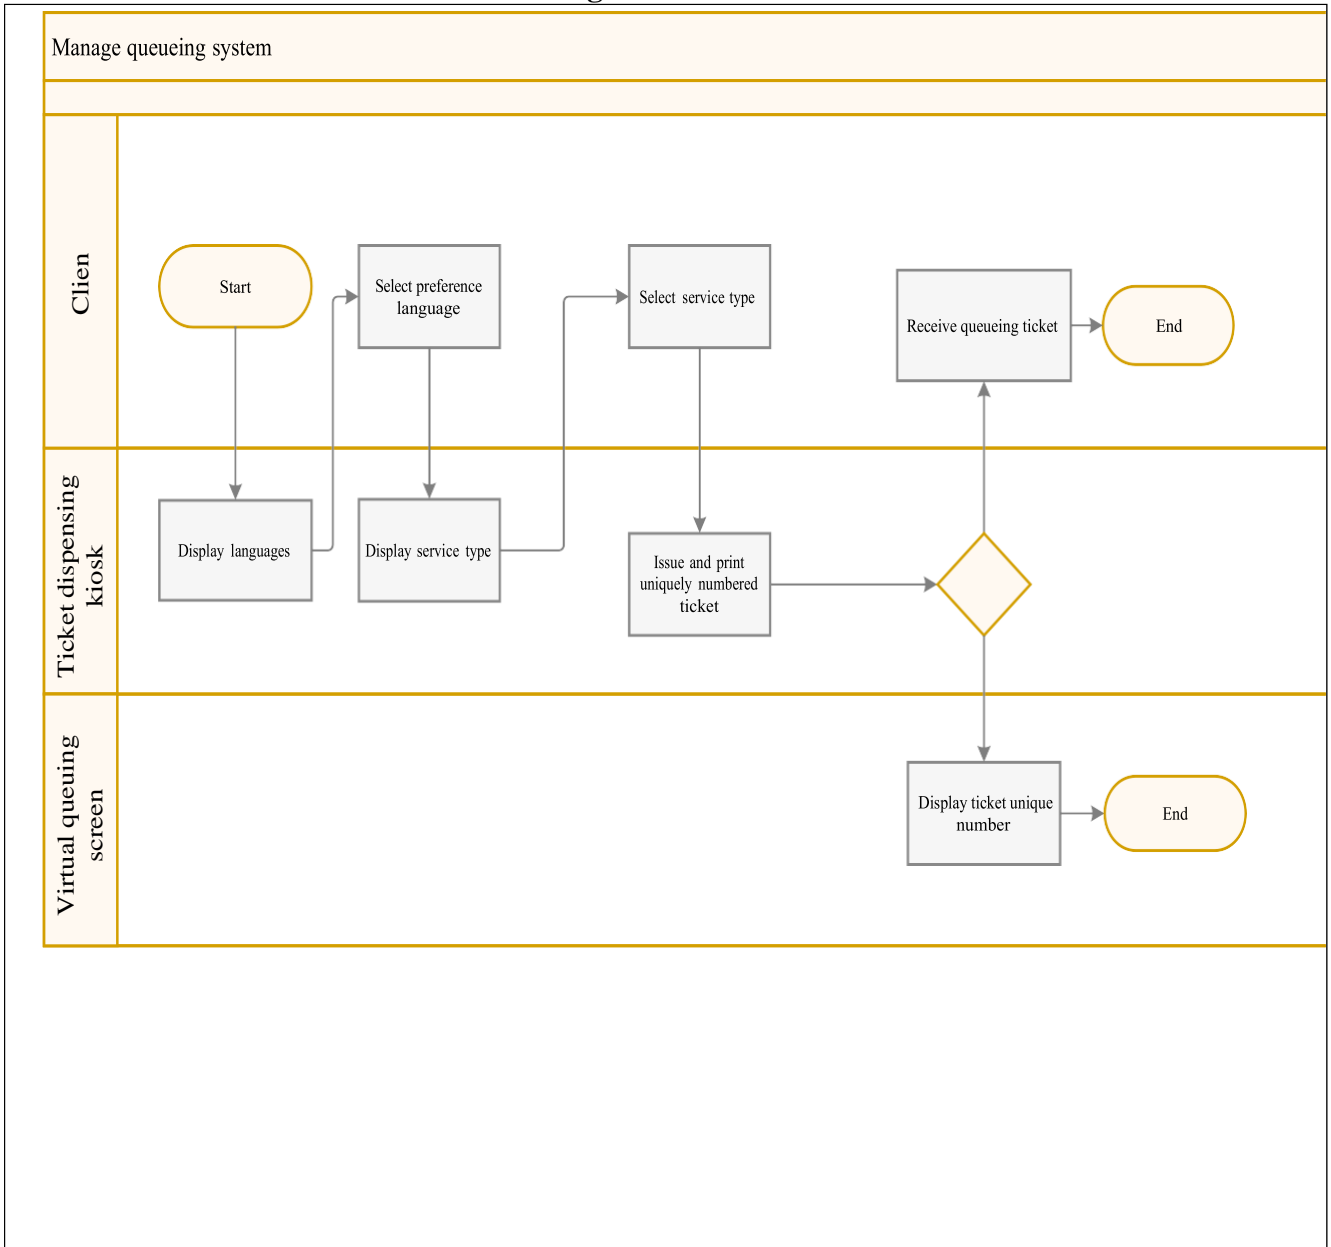 Manage queueing system
Clien
Start
Select preference
language
Select service type
Receive queueing ticket
End
Ticket dispensing
kiosk
Display languages
Display service type
Issue and print
uniquely numbered
ticket
Virtual queuing
screen
Display ticket unique
number
End